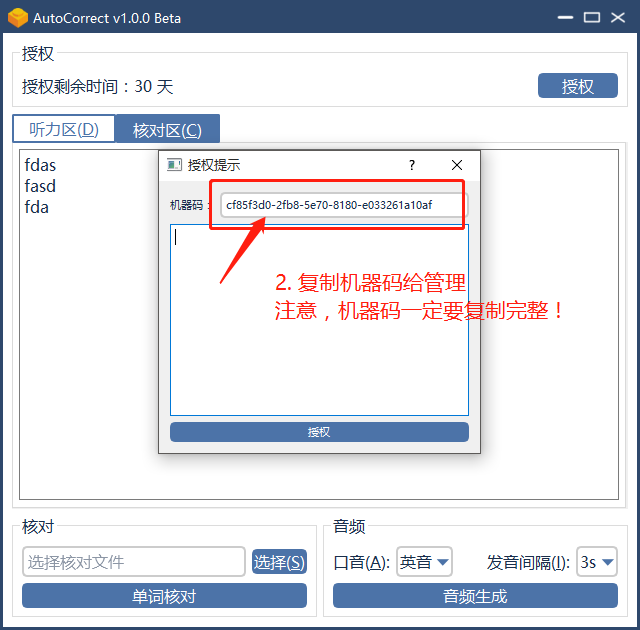 AutoCorrect v1.0.0 Beta
授权
授权剩余时间：30 天
授权
听力区(D)
核对区(C)
fdas
fasd
fda
授权提示
?
机器码：
cf85f3d0-2fb8-5e70-8180-e033261a10af
2. 复制机器码给管理
注意，机器码一定要复制完整！
授权
核对
选择核对文件
选择(S)
单词核对
音频
口音(A):
英音
发音间隔(I):
3s
音频生成